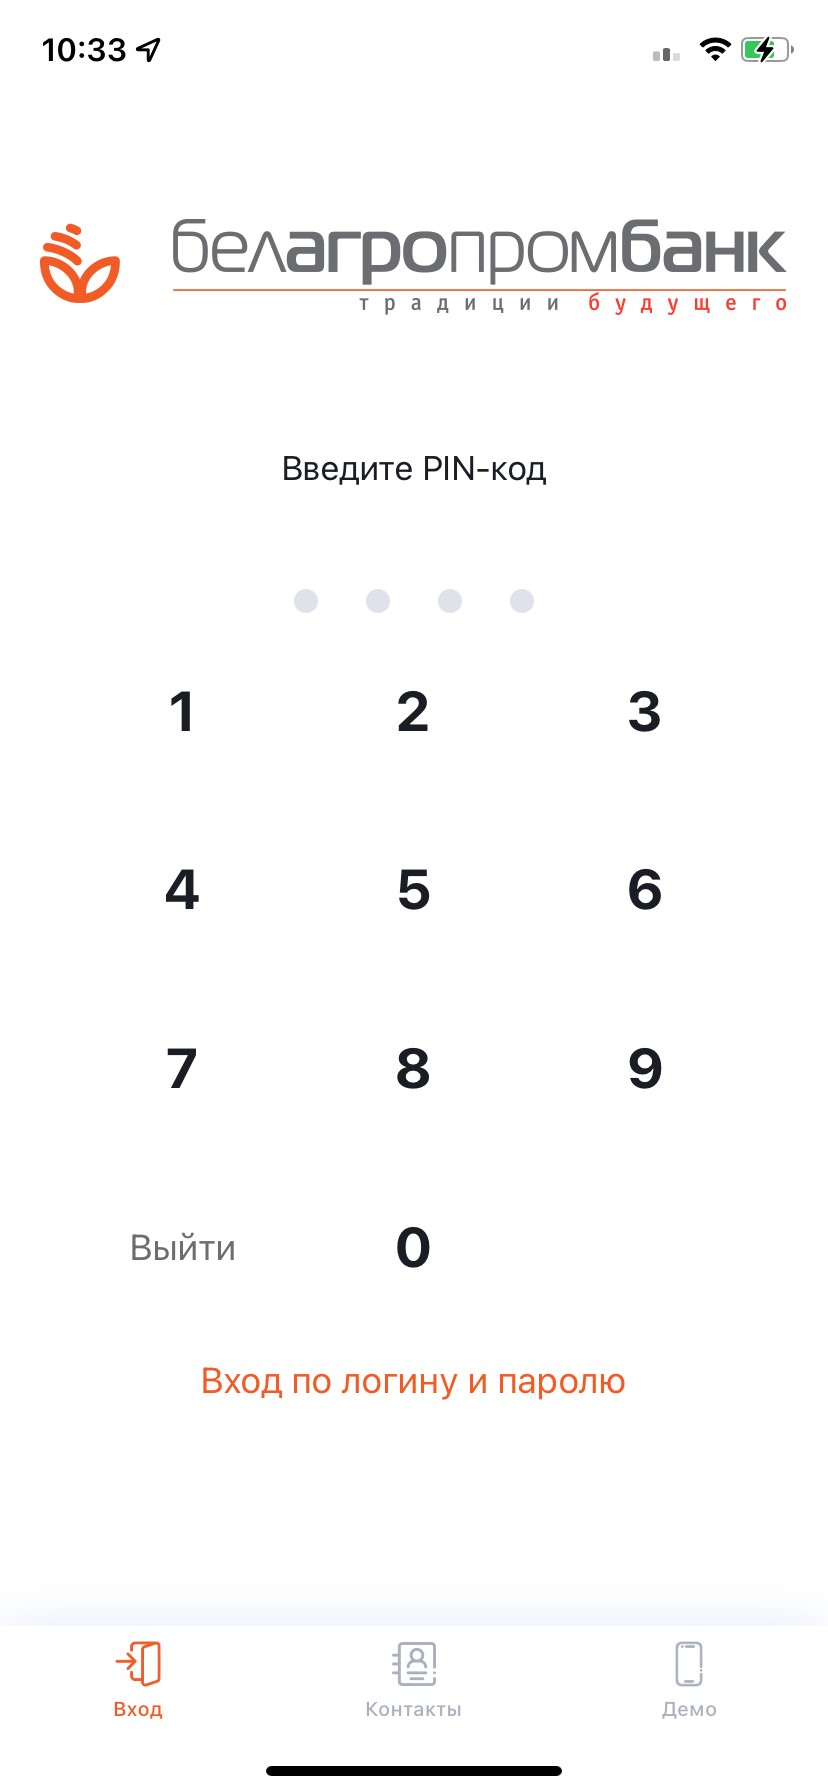 10:33
белагропромбанк
традиции будущего
Введите PIN-код
1 2 3
4 5 6
7 8 9
Выйти 0
Вход по логину и паролю
Вход Контакты Демо